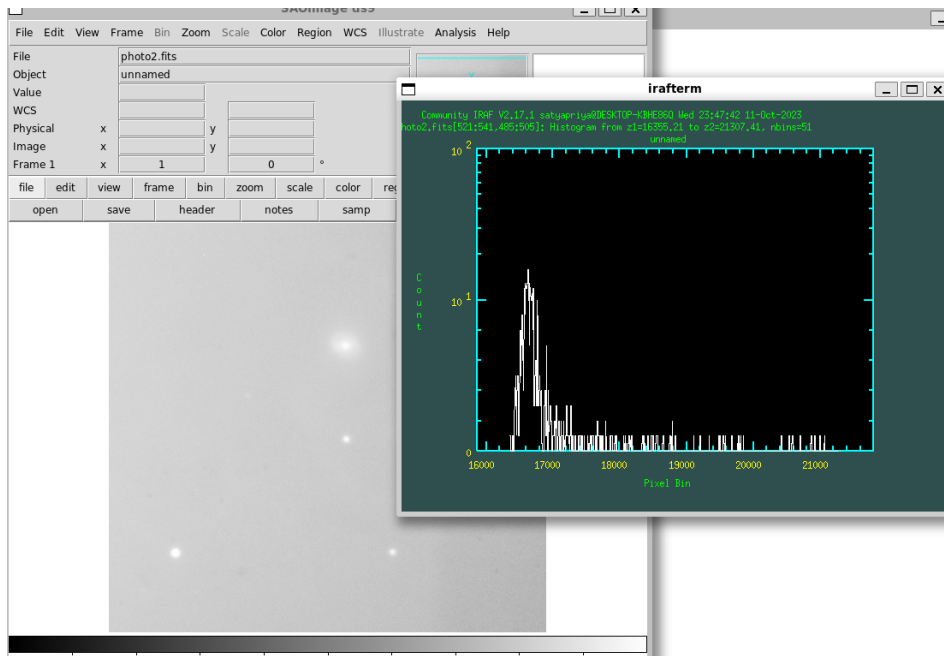 SAOImage ds9
File Edit View Frame Bin Zoom Scale Color Region WCS Illustrate Analysis Help
File photo2.fits
Object unnamed
Value
WCS
Physical x y
Image x y
Frame 1 x 1 0 °
file edit view frame bin zoom scale color
open save header notes samp
irafterm
Community IRAF V2.17.1 satyapriya@DESKTOP-K3HE86O Wed 23:47:42 11-Oct-2023
hoto2.fits[521:541,485:505]: Histogram from z1=16355.21 to z2=21307.41, nbins=51
unnamed
10 2
Count
10 1
0
16000 17000 18000 19000 20000 21000
Pixel Bin